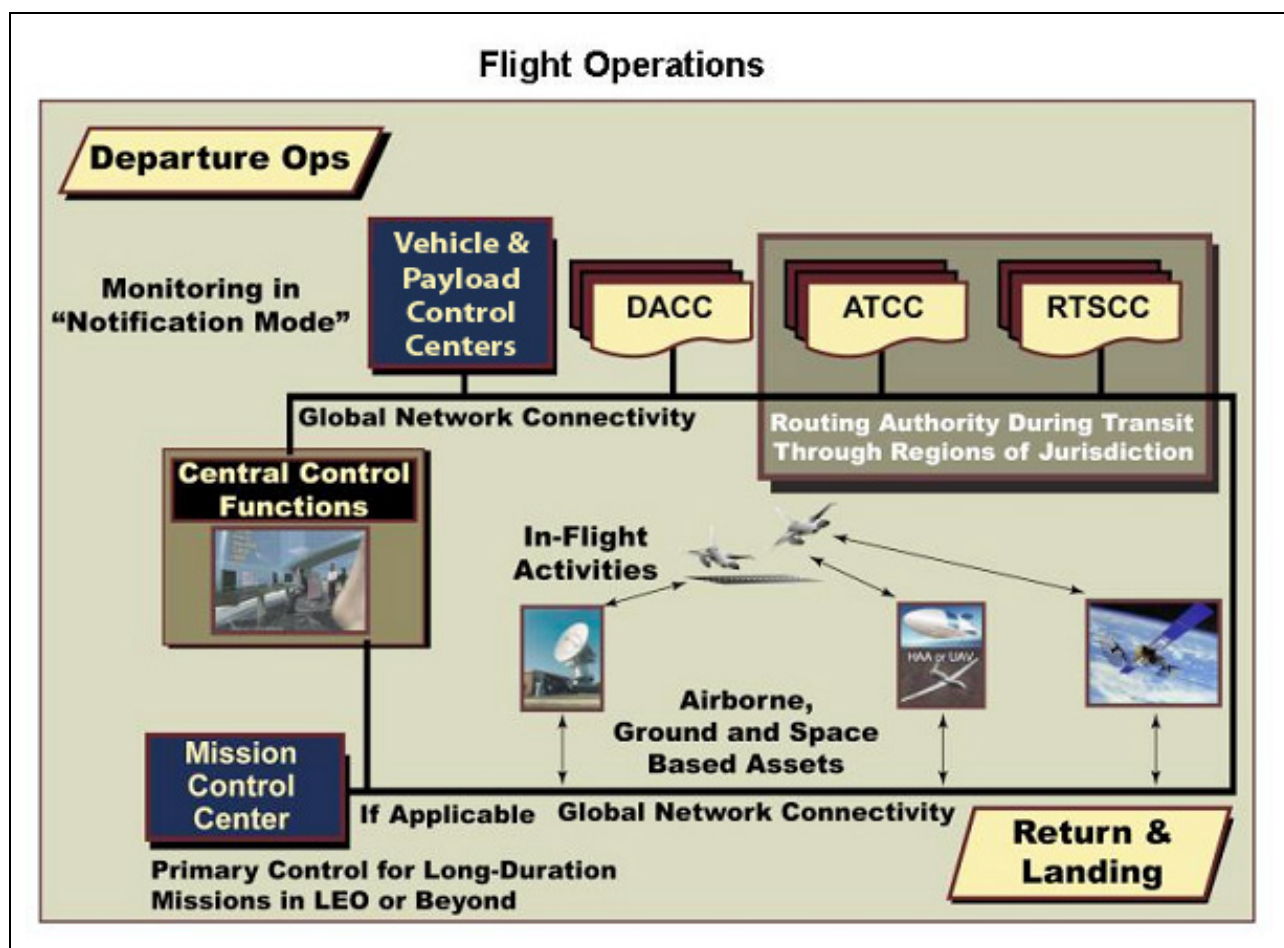 Flight Operations
Departure Ops
Vehicle &
Payload
Control
Centers
Monitoring in
“Notification Mode”
DACC
ATCC
RTSCC
Global Network Connectivity
Routing Authority During Transit
Through Regions of Jurisdiction
Central Control
Functions
In-Flight
Activities
HAA or UAV
Airborne,
Ground and Space
Based Assets
Mission
Control
Center
If Applicable
Global Network Connectivity
Primary Control for Long-Duration
Missions in LEO or Beyond
Return &
Landing